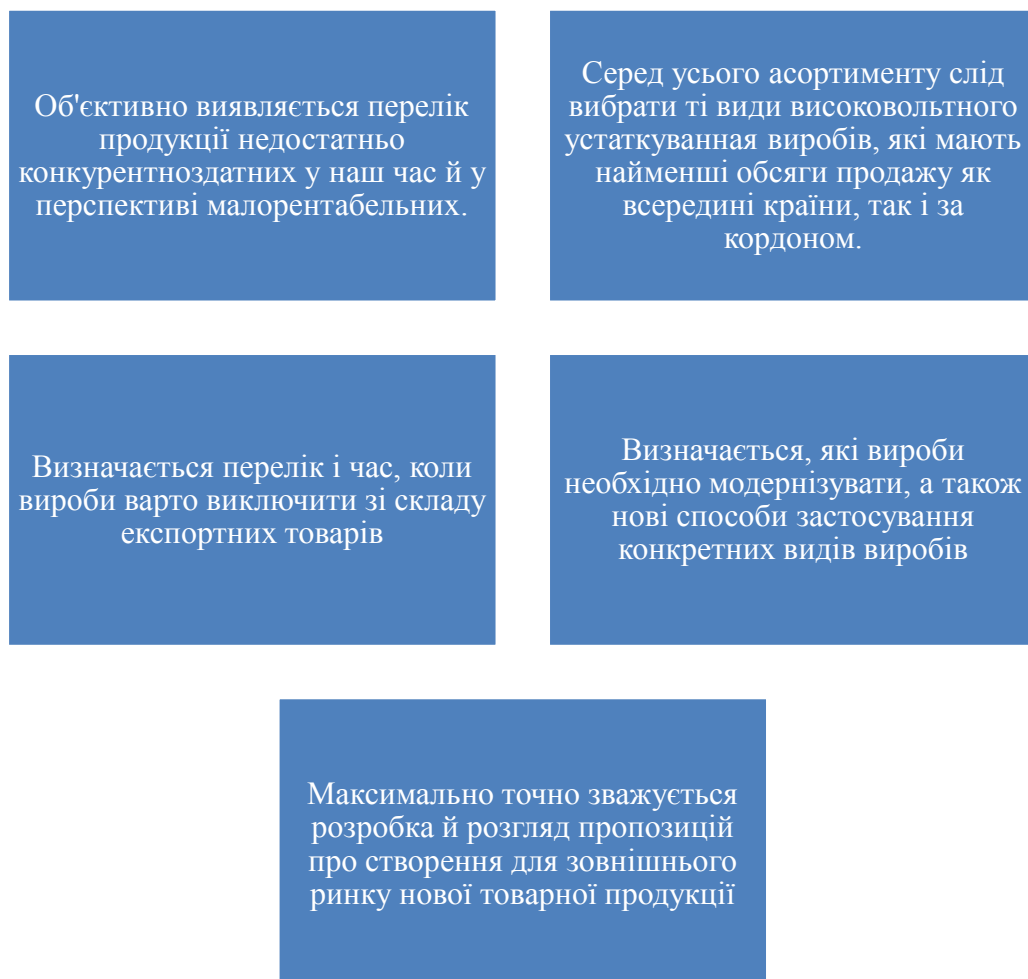 Об'єктивно виявляється перелік
продукції недостатньо
конкурентноздатних у наш час й у
перспективі малорентабельних.
Серед усього асортименту слід
вибрати ті види високовольтного
устаткуванная виробів, які мають
найменші обсяги продажу як
всередині країни, так і за
кордоном.
Визначається перелік і час, коли
вироби варто виключити зі складу
експортних товарів
Визначається, які вироби
необхідно модернізувати, а також
нові способи застосування
конкретних видів виробів
Максимально точно зважується
розробка й розгляд пропозицій
про створення для зовнішнього
ринку нової товарної продукції